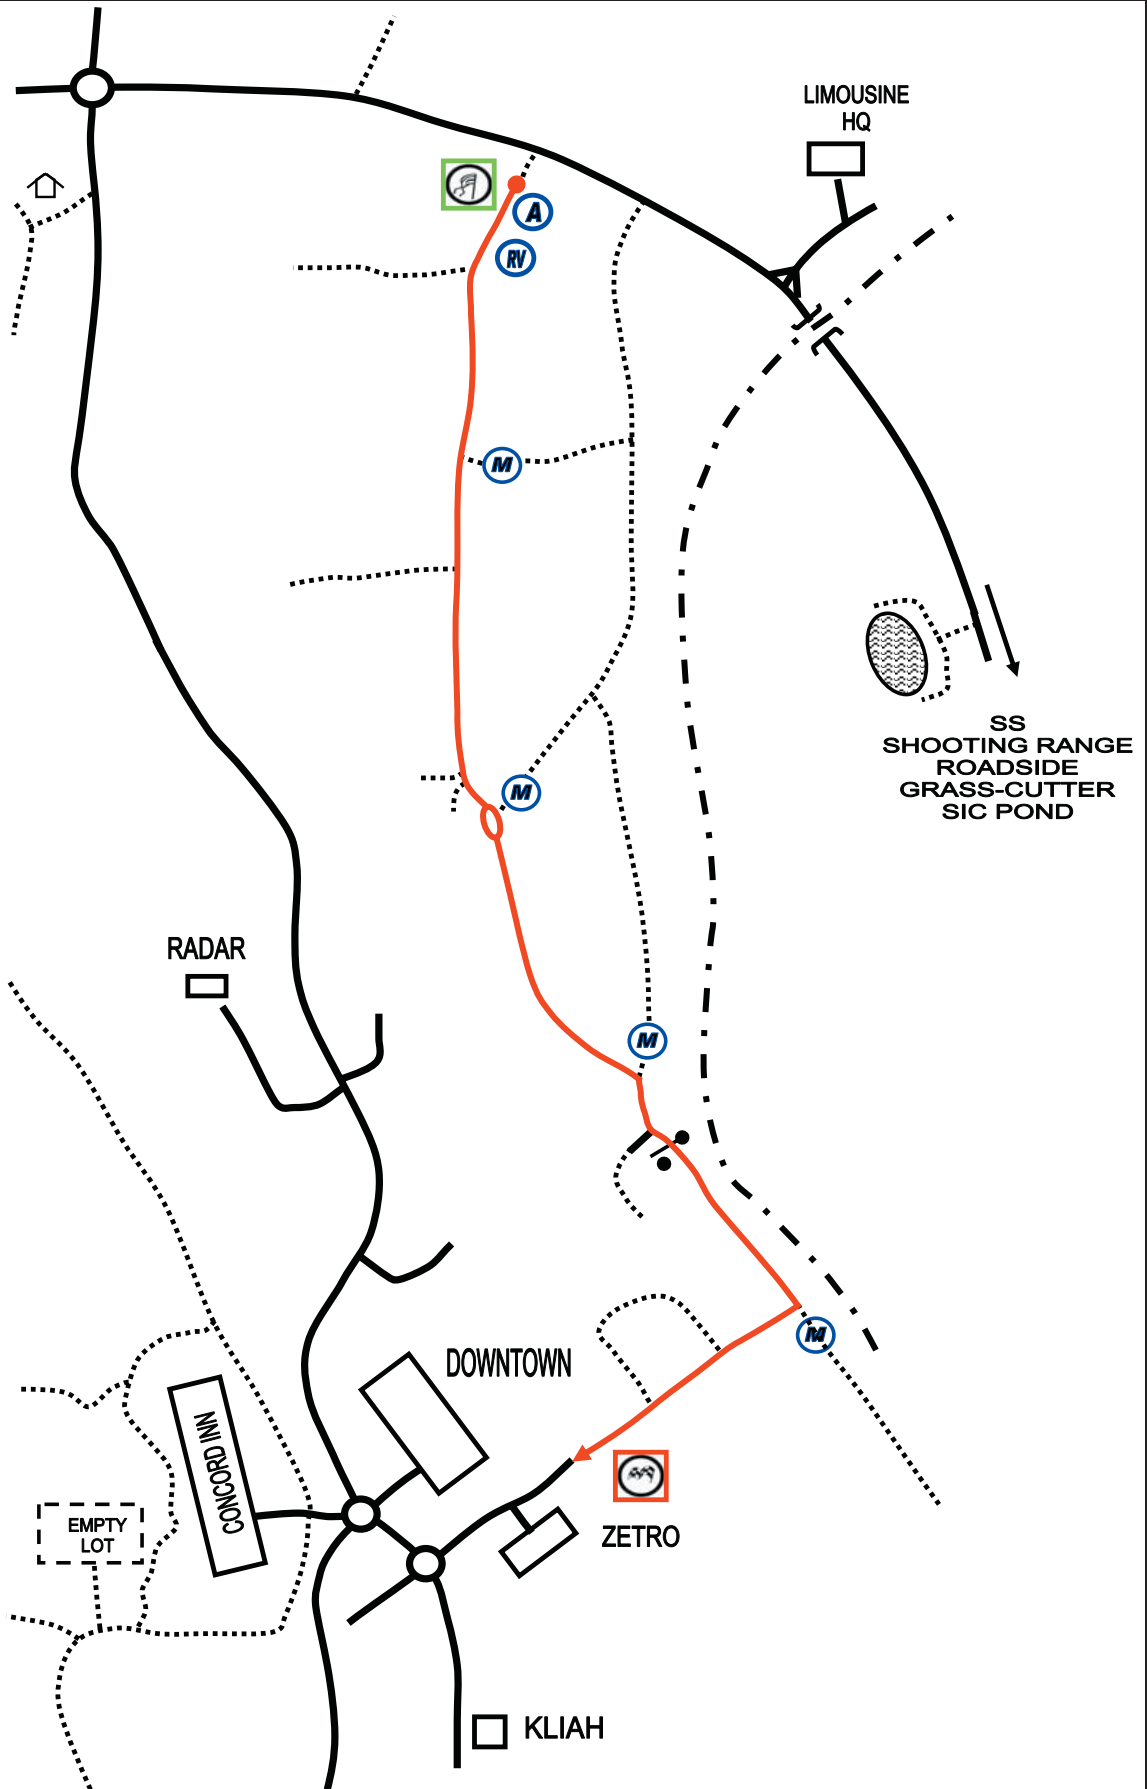 LIMOUSINE
HQ
A
RV
M
M
SS
SHOOTING RANGE
ROADSIDE
GRASS-CUTTER
SIC POND
RADAR
M
M
DOWNTOWN
CONCORD INN
EMPTY
LOT
ZETRO
KLIAH